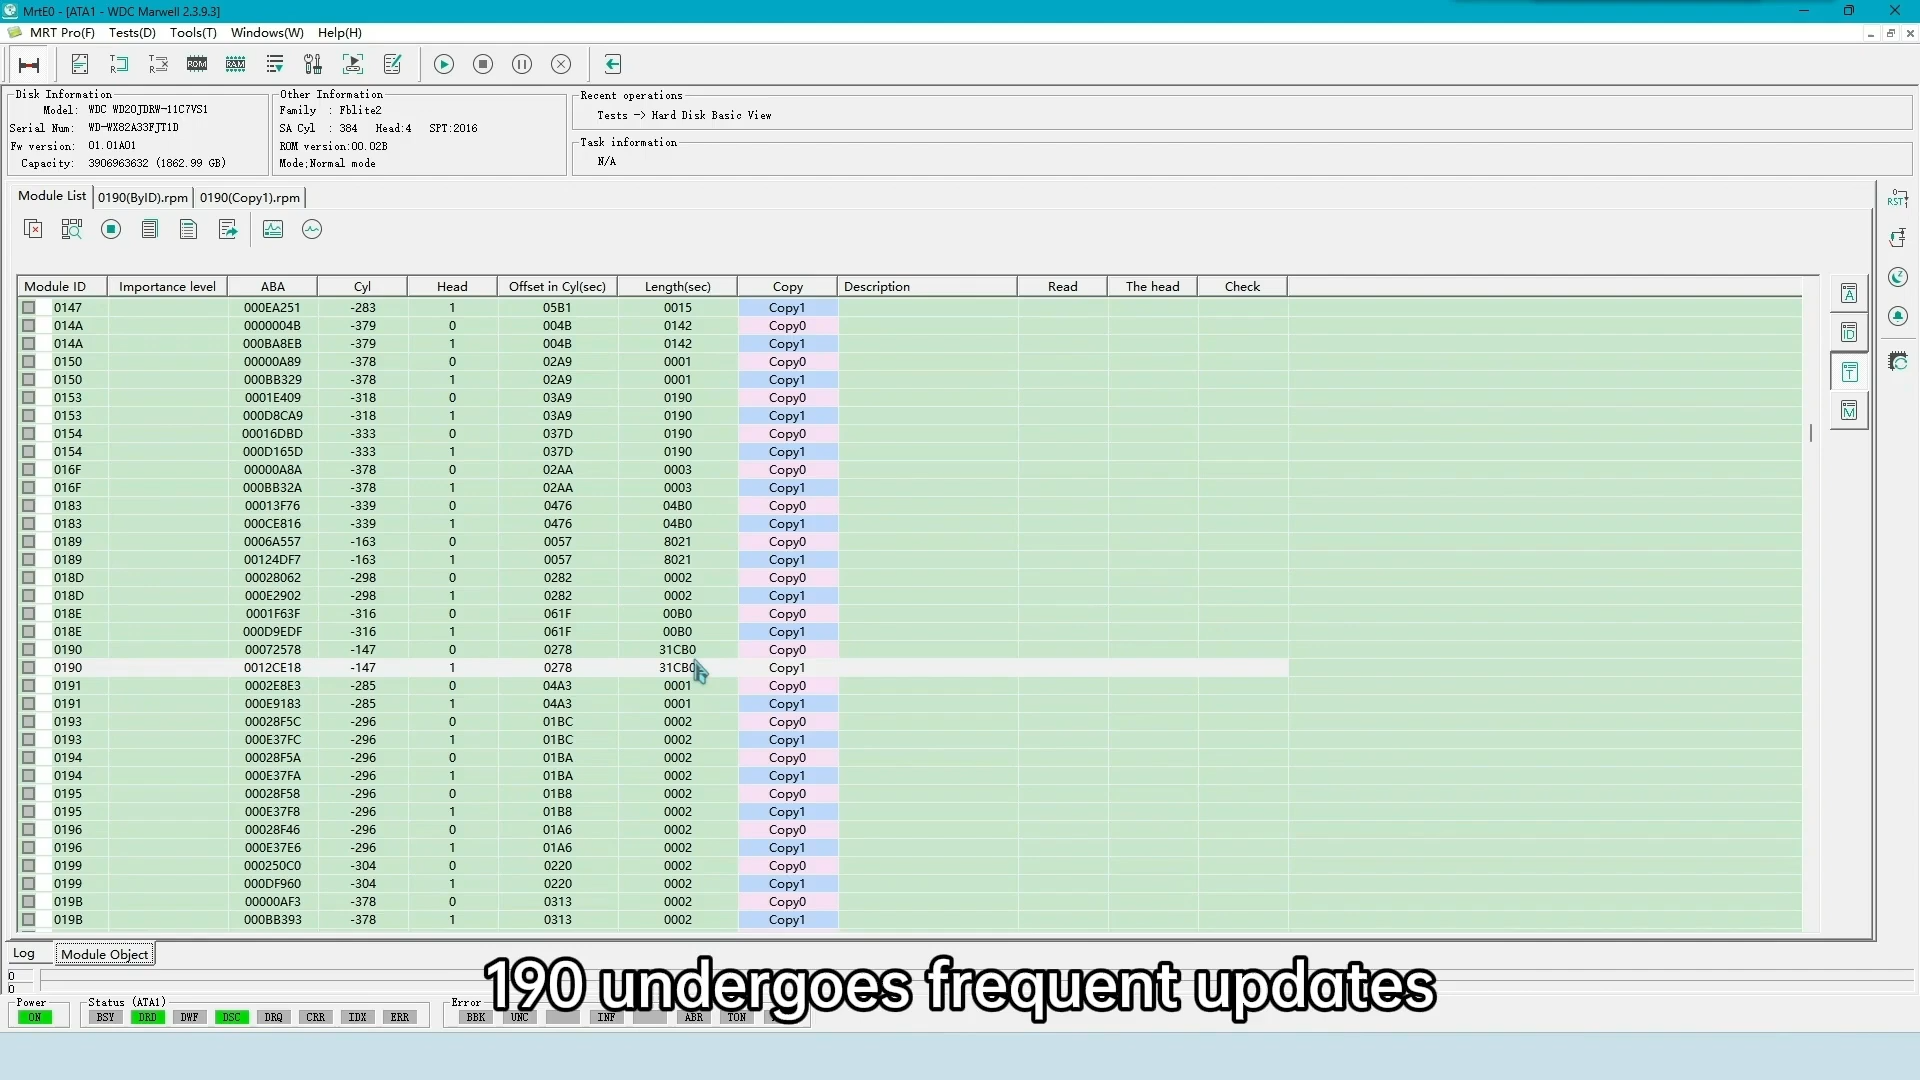 MrtE0 - [ATA1 - WDC Marwell 2.3.9.3]
MRT Pro(F) Tests(D) Tools(T) Windows(W) Help(H)
ROM RAM
Disk Information
Model: WDC WD20JDRW-11C7VS1
Serial Num: WD-WX82A33FJT1D
Fw version: 01.01A01
Capacity: 3906963632 (1862.99 GB)
Other Information
Family : Fblite2
SA Cyl : 384 Head:4 SPT:2016
ROM version:00.02B
Mode;Normal mode
Recent operations
Tests -> Hard Disk Basic View
Task information
N/A
Module List 0190(ByID).rpm 0190(Copy1).rpm
RST
Module ID Importance level ABA Cyl Head Offset in Cyl(sec) Length(sec) Copy Description Read The head Check
0147 000EA251 -283 1 05B1 0015 Copy1
014A 0000004B -379 0 004B 0142 Copy0
014A 000BA8EB -379 1 004B 0142 Copy1
0150 00000A89 -378 0 02A9 0001 Copy0
0150 000BB329 -378 1 02A9 0001 Copy1
0153 0001E409 -318 0 03A9 0190 Copy0
0153 000D8CA9 -318 1 03A9 0190 Copy1
0154 00016DBD -333 0 037D 0190 Copy0
0154 000D165D -333 1 037D 0190 Copy1
016F 00000A8A -378 0 02AA 0003 Copy0
016F 000BB32A -378 1 02AA 0003 Copy1
0183 00013F76 -339 0 0476 04B0 Copy0
0183 000CE816 -339 1 0476 04B0 Copy1
0189 0006A557 -163 0 0057 8021 Copy0
0189 00124DF7 -163 1 0057 8021 Copy1
018D 00028062 -298 0 0282 0002 Copy0
018D 000E2902 -298 1 0282 0002 Copy1
018E 0001F63F -316 0 061F 00B0 Copy0
018E 000D9EDF -316 1 061F 00B0 Copy1
0190 00072578 -147 0 0278 31CB0 Copy0
0190 0012CE18 -147 1 0278 31CB0 Copy1
0191 0002E8E3 -285 0 04A3 0001 Copy0
0191 000E9183 -285 1 04A3 0001 Copy1
0193 00028F5C -296 0 01BC 0002 Copy0
0193 000E37FC -296 1 01BC 0002 Copy1
0194 00028F5A -296 0 01BA 0002 Copy0
0194 000E37FA -296 1 01BA 0002 Copy1
0195 00028F58 -296 0 01B8 0002 Copy0
0195 000E37F8 -296 1 01B8 0002 Copy1
0196 00028F46 -296 0 01A6 0002 Copy0
0196 000E37E6 -296 1 01A6 0002 Copy1
0199 000250C0 -304 0 0220 0002 Copy0
0199 000DF960 -304 1 0220 0002 Copy1
019B 00000AF3 -378 0 0313 0002 Copy0
019B 000BB393 -378 1 0313 0002 Copy1
A
ID
T
M
Log Module Object
0
0
190 undergoes frequent updates
Power Status (ATA1) Error
ON BSY DRD DWF DSC DRQ CRR IDX ERR BBK UNC INF ABR TON